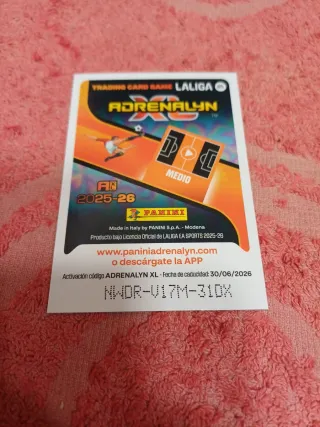 TRADING CARD GAME LALIGA
ADRENALYN
XL
MEDIO
2025-26
PANINI
Made in Italy by PANINI S.p.A. - Modena
Producto bajo Licencia Oficial de LALIGA EA SPORTS 2025-26
www.paniniadrenalyn.com
o descárgate la APP
Activación código ADRENALYN XL - Fecha de caducidad: 30/06/2026
NWDR-V17M-31DX